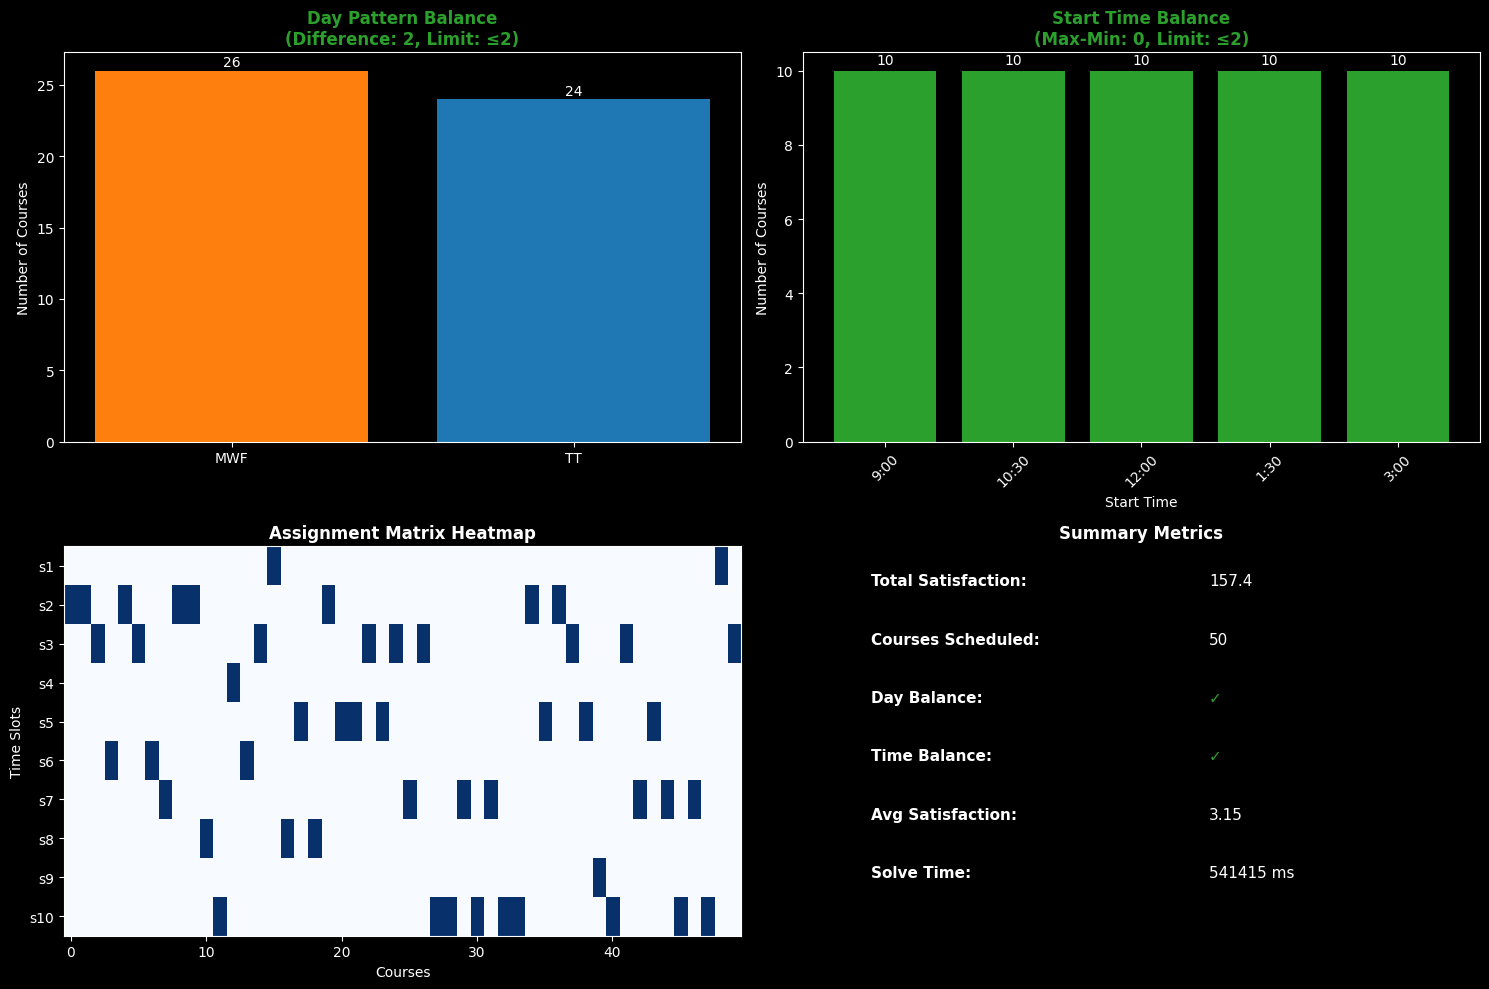 Day Pattern Balance
(Difference: 2, Limit: ≤2)
26
24
25
20
15
10
5
0
Number of Courses
MWF
TT
Start Time Balance
(Max-Min: 0, Limit: ≤2)
10
10
10
10
10
10
8
6
4
2
0
Number of Courses
9:00
10:30
12:00
1:30
3:00
Start Time
Assignment Matrix Heatmap
s1
s2
s3
s4
s5
s6
s7
s8
s9
s10
Time Slots
0
10
20
30
40
Courses
Summary Metrics
Total Satisfaction: 157.4
Courses Scheduled: 50
Day Balance: ✓
Time Balance: ✓
Avg Satisfaction: 3.15
Solve Time: 541415 ms